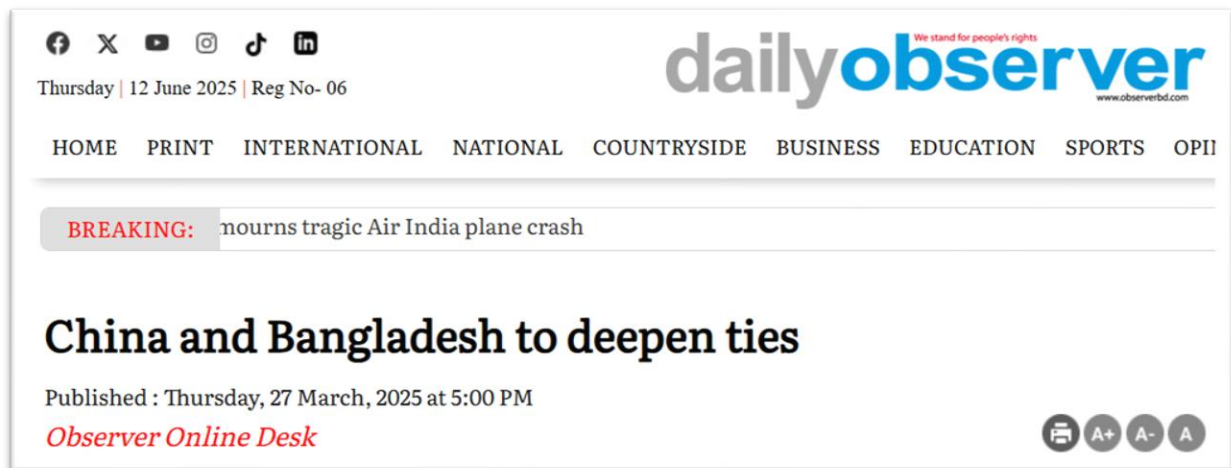 Thursday | 12 June 2025 | Reg No- 06
We stand for people's rights
dailyobserver
www.observerbd.com
HOME PRINT INTERNATIONAL NATIONAL COUNTRYSIDE BUSINESS EDUCATION SPORTS
BREAKING: mourns tragic Air India plane crash
China and Bangladesh to deepen ties
Published : Thursday, 27 March, 2025 at 5:00 PM
Observer Online Desk
A+ A- A